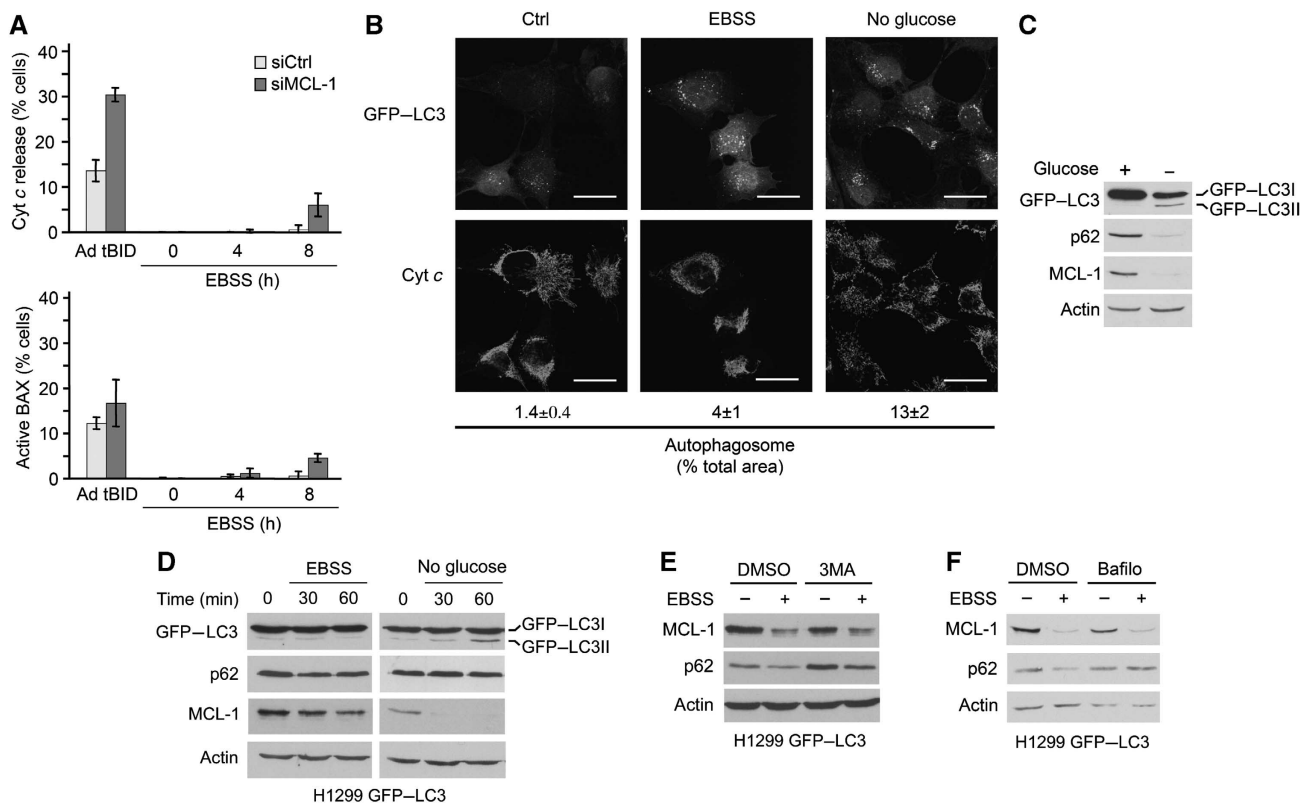 A
Cyt c release (% cells)
40
30
20
10
0
siCtrl
siMCL-1
Ad tBID
0
4
8
EBSS (h)
Active BAX (% cells)
40
30
20
10
0
Ad tBID
0
4
8
EBSS (h)
B
Ctrl
EBSS
No glucose
GFP–LC3
Cyt c
1.4±0.4
4±1
13±2
Autophagosome
(% total area)
C
Glucose + –
GFP–LC3
GFP–LC3I
GFP–LC3II
p62
MCL-1
Actin
D
EBSS
No glucose
Time (min) 0 30 60 0 30 60
GFP–LC3
GFP–LC3I
GFP–LC3II
p62
MCL-1
Actin
H1299 GFP–LC3
E
DMSO 3MA
EBSS – + – +
MCL-1
p62
Actin
H1299 GFP–LC3
F
DMSO Bafilo
EBSS – + – +
MCL-1
p62
Actin
H1299 GFP–LC3